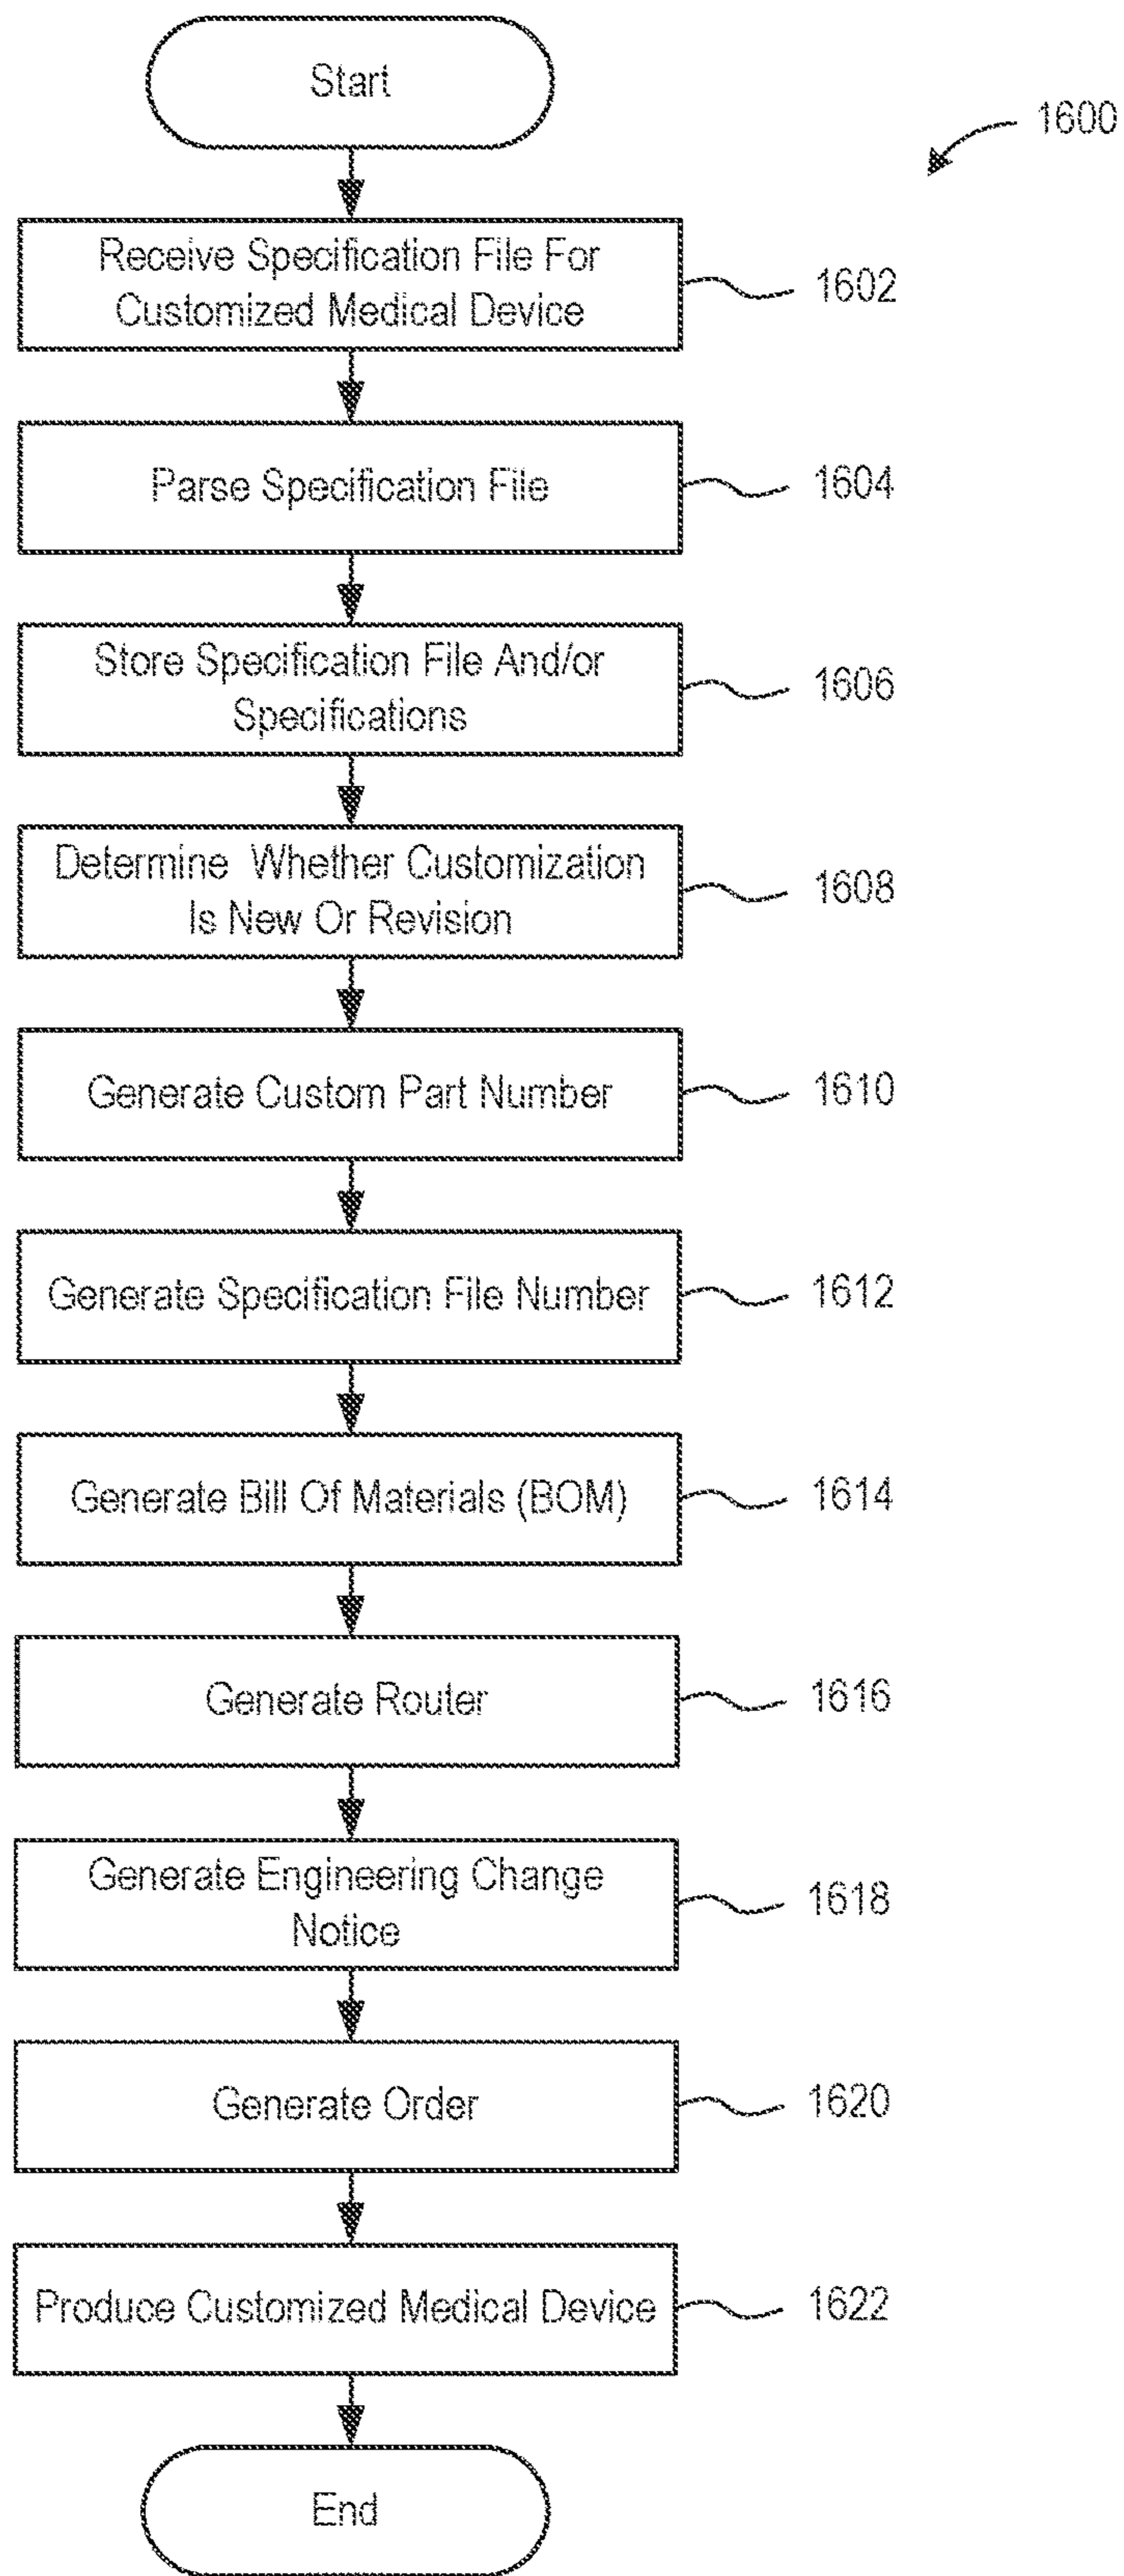 Start
1600
Receive Specification File For
Customized Medical Device
1602
Parse Specification File
1604
Store Specification File And/or
Specifications
1606
Determine Whether Customization
Is New Or Revision
1608
Generate Custom Part Number
1610
Generate Specification File Number
1612
Generate Bill Of Materials (BOM)
1614
Generate Router
1616
Generate Engineering Change
Notice
1618
Generate Order
1620
Produce Customized Medical Device
1622
End